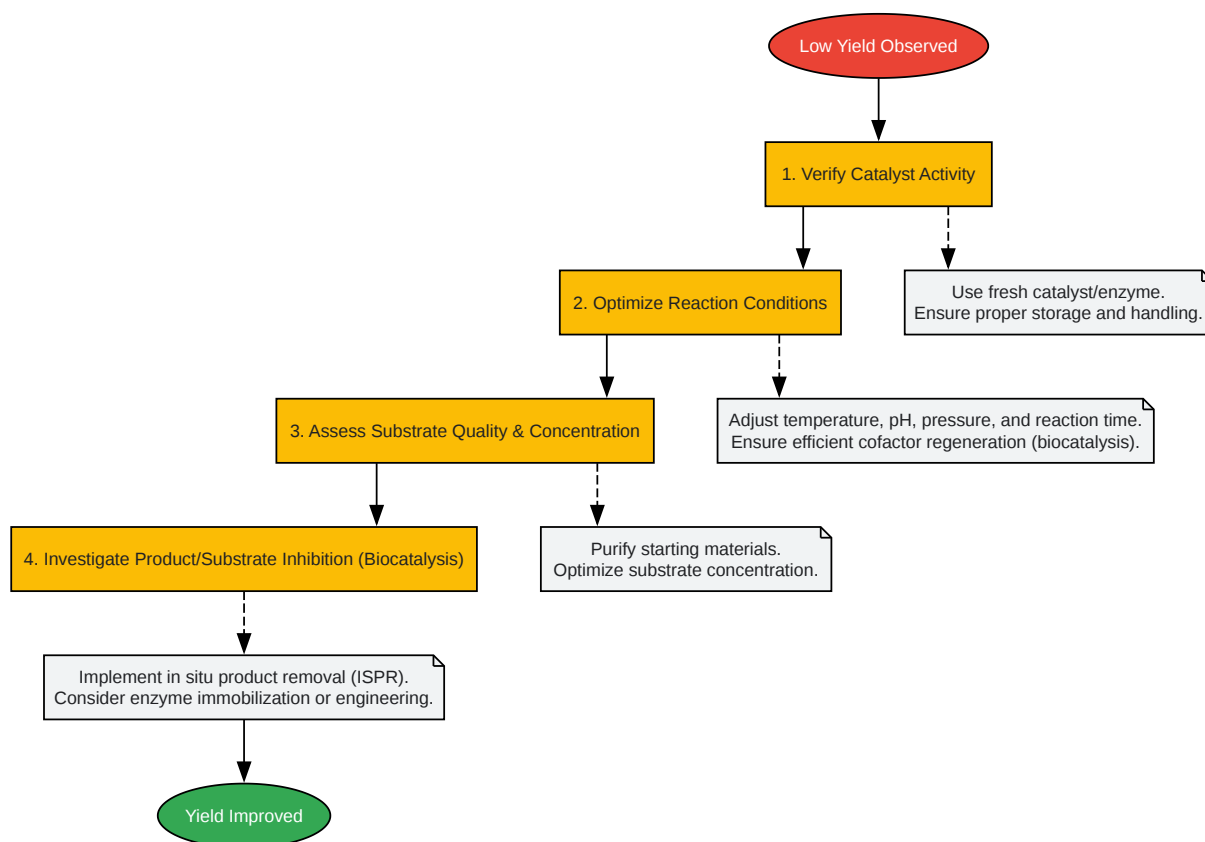 Low Yield Observed
1. Verify Catalyst Activity
2. Optimize Reaction Conditions
Use fresh catalyst/enzyme.
Ensure proper storage and handling.
3. Assess Substrate Quality & Concentration
Adjust temperature, pH, pressure, and reaction time.
Ensure efficient cofactor regeneration (biocatalysis).
4. Investigate Product/Substrate Inhibition (Biocatalysis)
Purify starting materials.
Optimize substrate concentration.
Implement in situ product removal (ISPR).
Consider enzyme immobilization or engineering.
Yield Improved